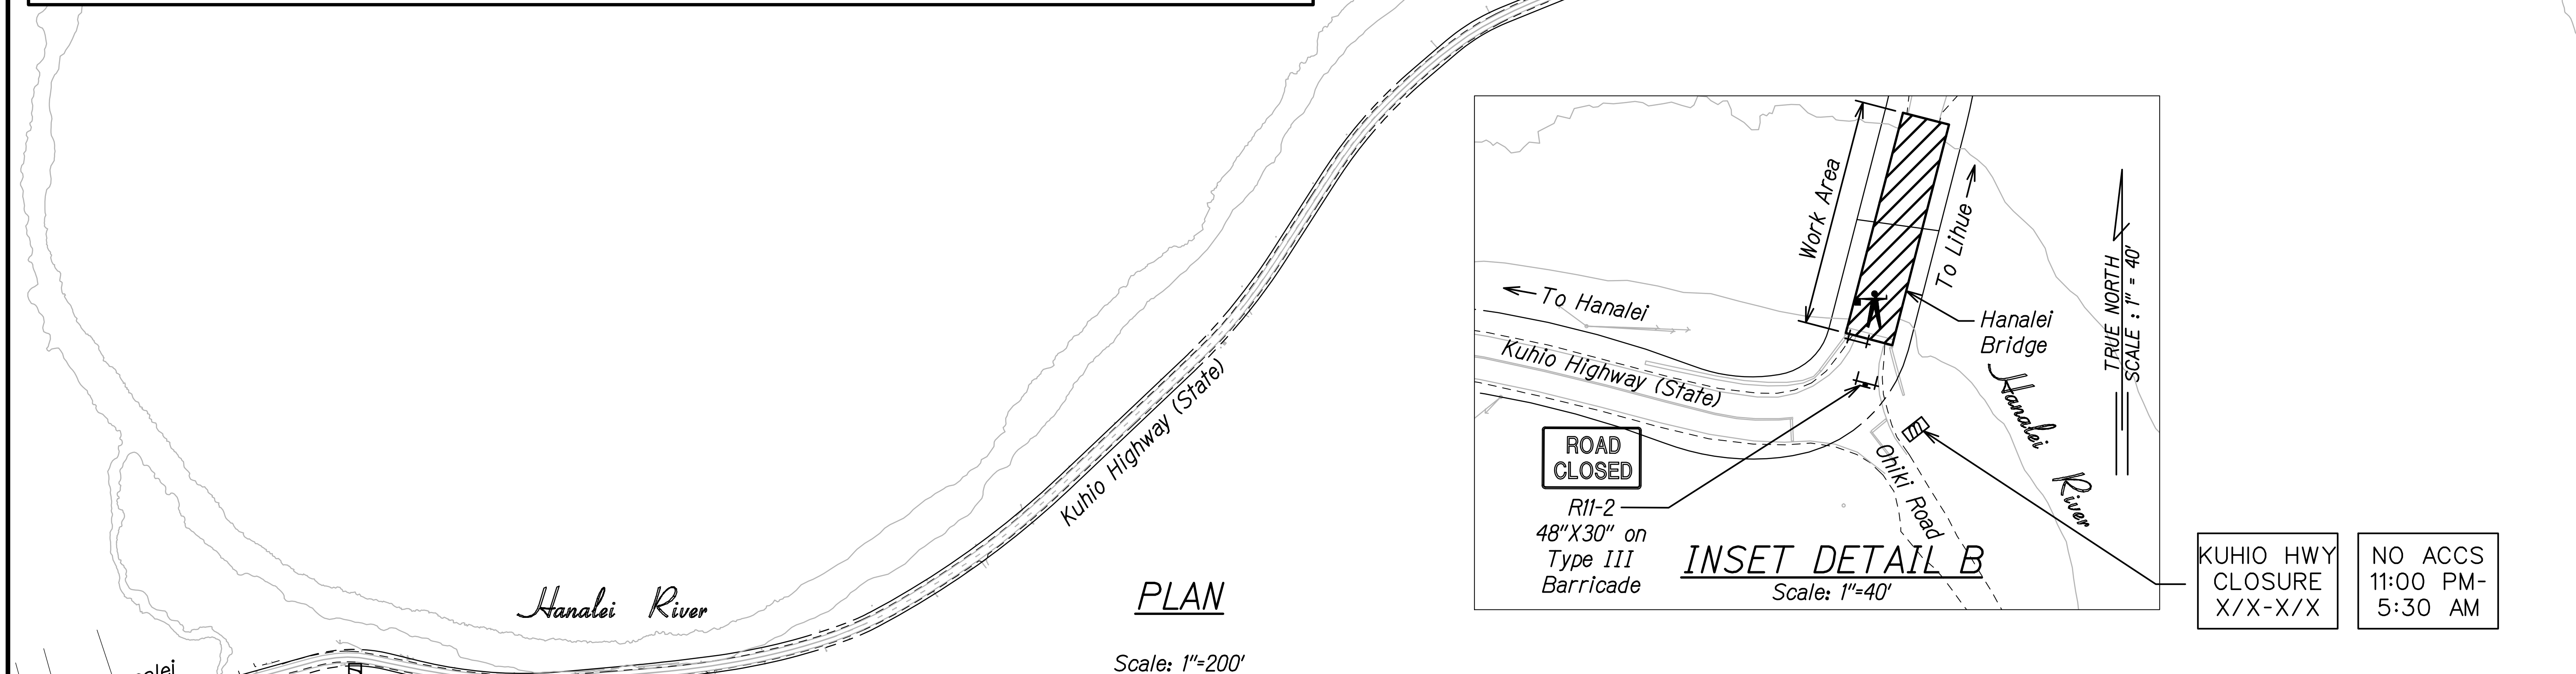 Work Area
To Lihue
To Hanalei
Hanalei
Bridge
Kuhio Highway (State)
Hanalei River
TRUE NORTH
SCALE : 1" = 40'
ROAD
CLOSED
R11-2
48"X30" on
Type III
Barricade
Ohiki Road
INSET DETAIL B
Scale: 1"=40'
KUHIO HWY
CLOSURE
X/X-X/X
NO ACCS
11:00 PM-
5:30 AM
Kuhio Highway (State)
Hanalei River
PLAN
Scale: 1"=200'